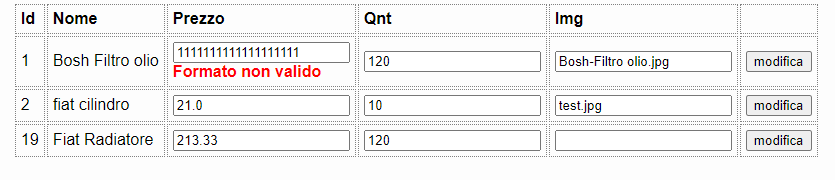 Id Nome Prezzo Qnt Img
1 Bosh Filtro olio 1111111111111111111 120 Bosh-Filtro olio.jpg modifica
Formato non valido
2 fiat cilindro 21.0 10 test.jpg modifica
19 Fiat Radiatore 213.33 120 modifica